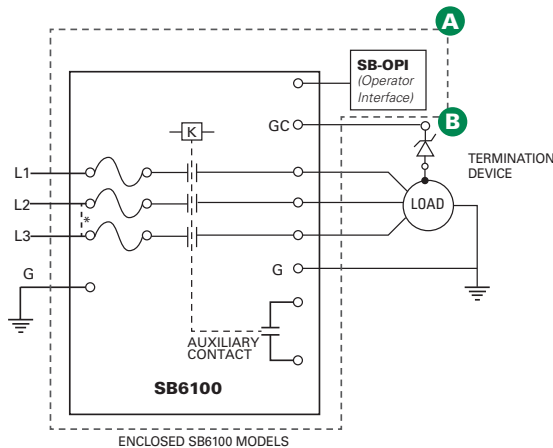 A
SB-OPI
(Operator
Interface)
B
K
GC
TERMINATION
DEVICE
L1
L2
*
L3
LOAD
G
G
AUXILIARY
CONTACT
SB6100
ENCLOSED SB6100 MODELS